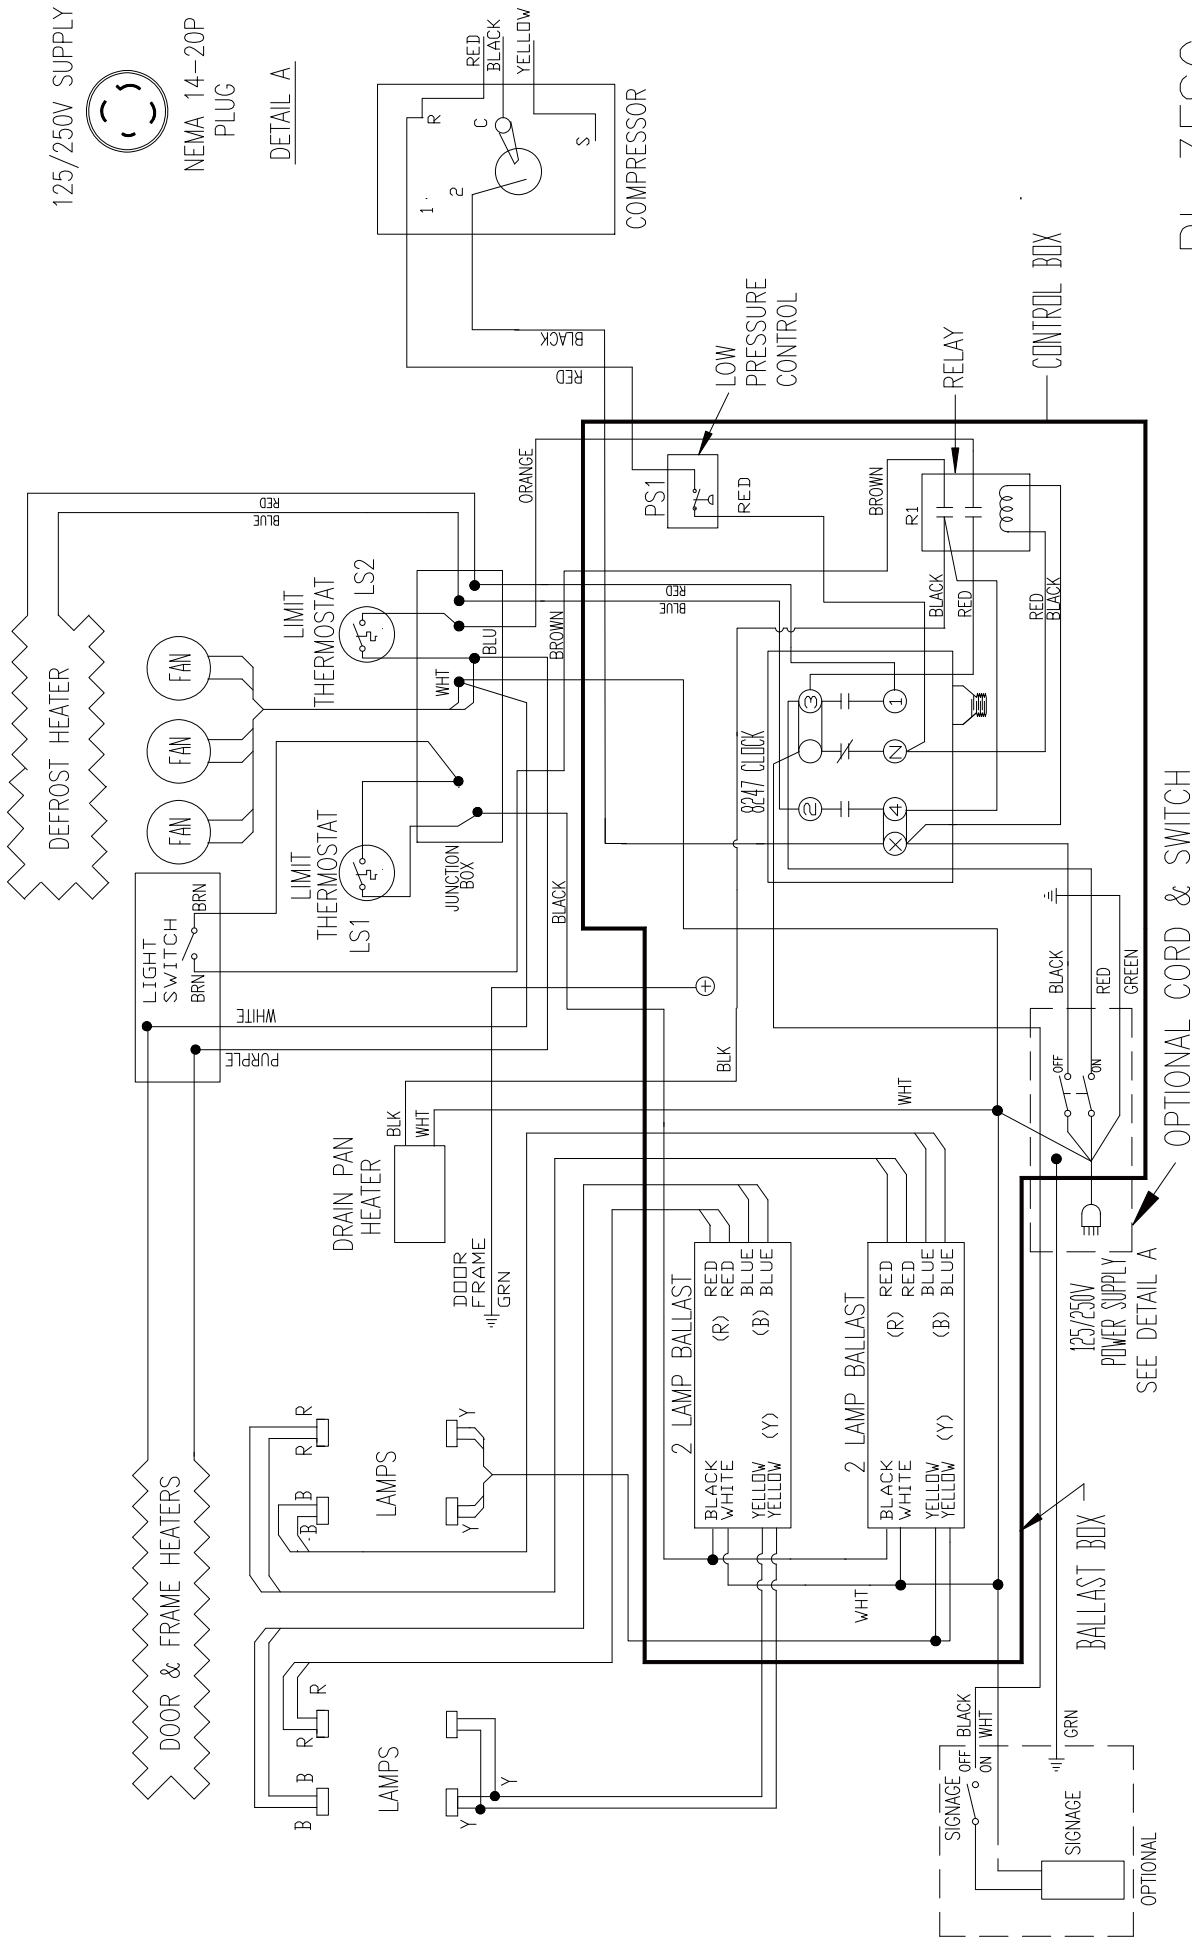 125/250V SUPPLY
NEMA 14-20P
PLUG
DETAIL A
RED
BLACK
YELLOW
R
C
S
1
2
COMPRESSOR
BLACK
RED
DEFROST HEATER
RED
BLUE
FAN
FAN
FAN
LIMIT
THERMOSTAT
LS2
LIMIT
THERMOSTAT
LS1
JUNCTION
BOX
WHT
BLU
BROWN
ORANGE
BLACK
LIGHT
SWITCH
BRN
BRN
WHITE
PURPLE
DOOR & FRAME HEATERS
DRAIN PAN
HEATER
BLK
WHT
BLK
WHT
DOOR
FRAME
GRN
LOW
PRESSURE
CONTROL
PS1
RED
RELAY
CONTROL BOX
BROWN
R1
BLACK
RED
RED
BLACK
RED
BLUE
8247 CLOCK
3
1
N
2
4
X
BLACK
RED
GREEN
OFF
ON
OPTIONAL CORD & SWITCH
125/250V
POWER SUPPLY
SEE DETAIL A
LAMPS
R
R
B
B
Y
Y
LAMPS
R
R
B
B
Y
Y
2 LAMP BALLAST
BLACK
WHITE
YELLOW
YELLOW
(Y)
(R)
RED
RED
(B)
BLUE
BLUE
2 LAMP BALLAST
BLACK
WHITE
YELLOW
YELLOW
(Y)
(R)
RED
RED
(B)
BLUE
BLUE
WHT
BALLAST BOX
BLACK
WHT
GRN
SIGNAGE
OFF
ON
SIGNAGE
OPTIONAL